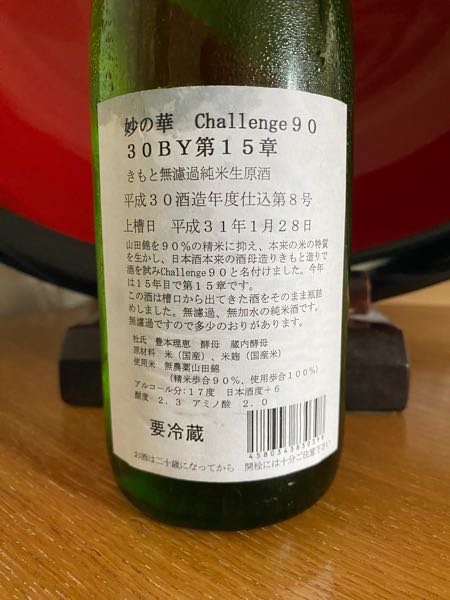 妙の華 Challenge90
30BY第15章
きもと無濾過純米生原酒
平成30酒造年度仕込第8号
上槽日 平成31年1月28日
山田錦を90%の精米に抑え、本来の米の特質
を生かし、日本酒本来の酒母造りきもと造りで
酒を試みChallenge90と名付けました。今年
は15年目で第15章です。
この酒は槽口から出てきた酒をそのまま瓶詰
めしました。無濾過、無加水の純米酒です。
無濾過ですので多少のおりがあります。
杜氏 豊本理恵 酵母 蔵内酵母
原材料 米(国産)、米麹(国産米)
使用米 無農薬山田錦
(精米歩合90%、使用歩合100%)
アルコール分:17度 日本酒度+6
酸度 2.3 アミノ酸 2.0
要冷蔵
お酒は二十歳になってから 開栓には十分ご注意下さい